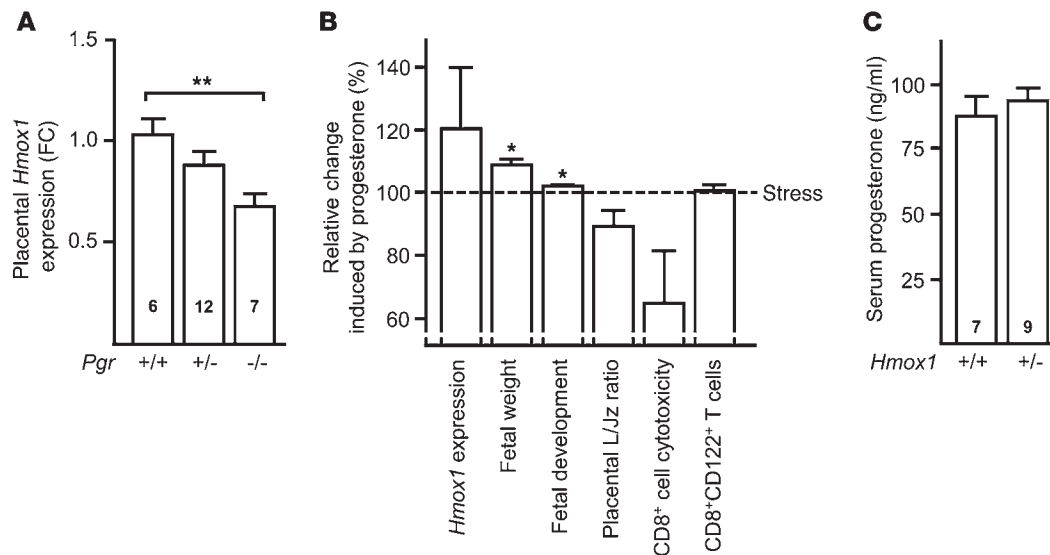 A
Placental Hmox1
expression (FC)
1.5
1.0
0.5
**
6
12
7
Pgr
+/+
+/-
-/-
B
Relative change
induced by progesterone (%)
140
120
100
80
60
*
*
Stress
Hmox1 expression
Fetal weight
Fetal development
Placental L/Jz ratio
CD8⁺ cell cytotoxicity
CD8⁺CD122⁺ T cells
C
Serum progesterone (ng/ml)
100
75
50
25
7
9
Hmox1
+/+
+/-